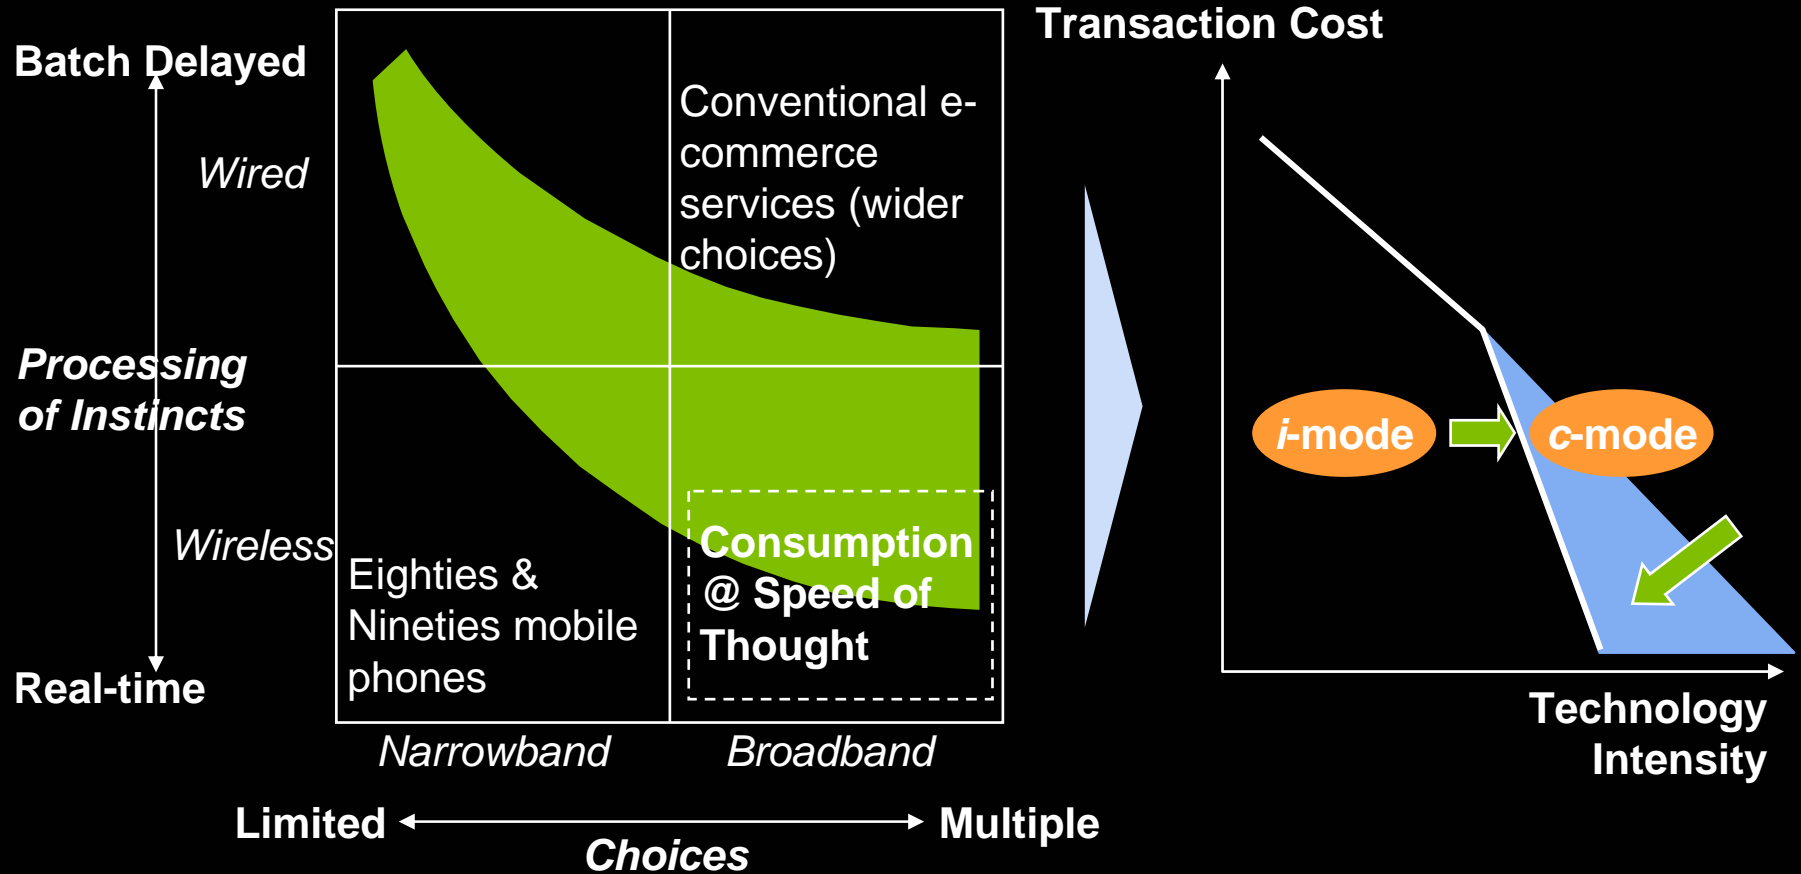 Transaction Cost
Batch Delayed
Conventional e-
commerce
services (wider
choices)
Wired
Processing
of Instincts
i-mode
c-mode
Wireless
Consumption
@ Speed of
Thought
Eighties &
Nineties mobile
phones
Real-time
Technology
Intensity
Narrowband
Broadband
Limited
Multiple
Choices